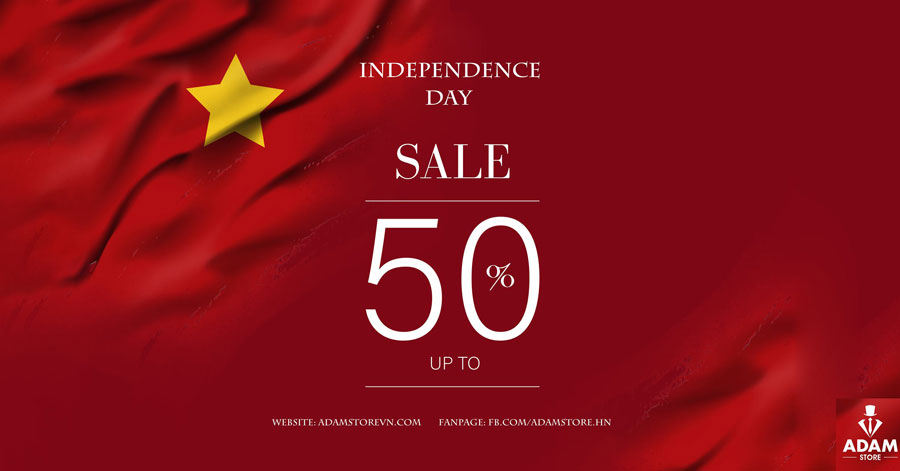 INDEPENDENCE
DAY
SALE
50%
UP TO
WEBSITE: ADAMSTOREVN.COM FANPAGE: FB.COM/ADAMSTORE.HN
ADAM
STORE